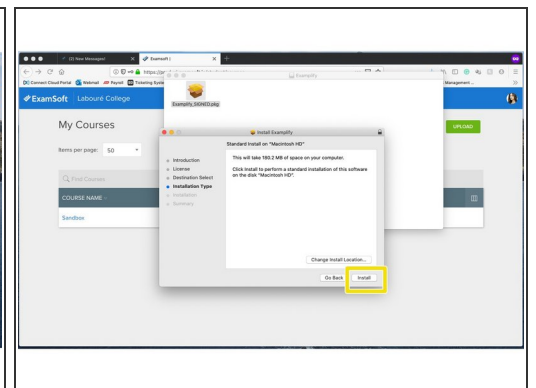 (2) New Messages!
Examsoft |
https://
Examplify
Connect Cloud Portal
Webmail
Payroll
Ticketing Syste
Management ...
ExamSoft
Labouré College
Examplify_SIGNED.pkg
My Courses
UPLOAD
Install Examplify
Items per page:
50
Standard Install on "Macintosh HD"
Introduction
License
Destination Select
Installation Type
Installation
Summary
This will take 180.2 MB of space on your computer.
Click Install to perform a standard installation of this software
on the disk "Macintosh HD".
Find Courses
COURSE NAME
Sandbox
Change Install Location...
Go Back
Install